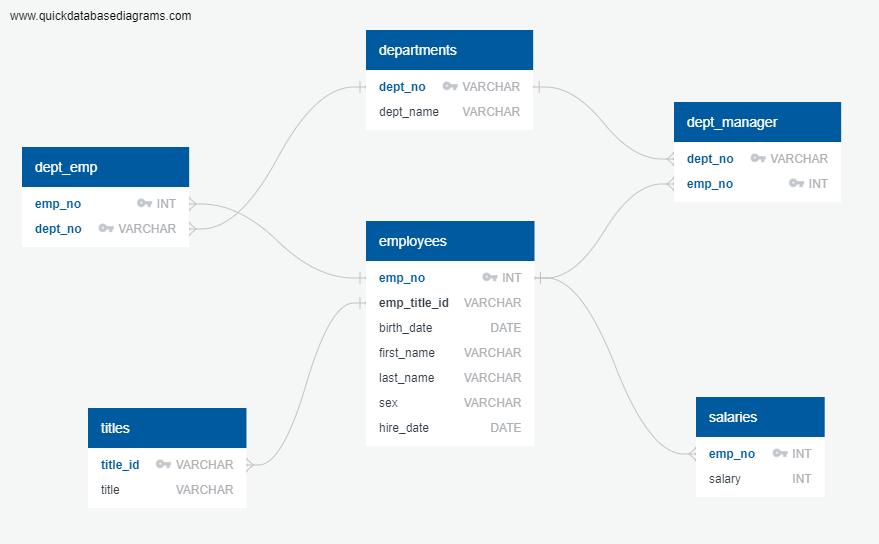 www.quickdatabasediagrams.com
departments
dept_no VARCHAR
dept_name VARCHAR
dept_manager
dept_no VARCHAR
emp_no INT
dept_emp
emp_no INT
dept_no VARCHAR
employees
emp_no INT
emp_title_id VARCHAR
birth_date DATE
first_name VARCHAR
last_name VARCHAR
sex VARCHAR
hire_date DATE
titles
title_id VARCHAR
title VARCHAR
salaries
emp_no INT
salary INT